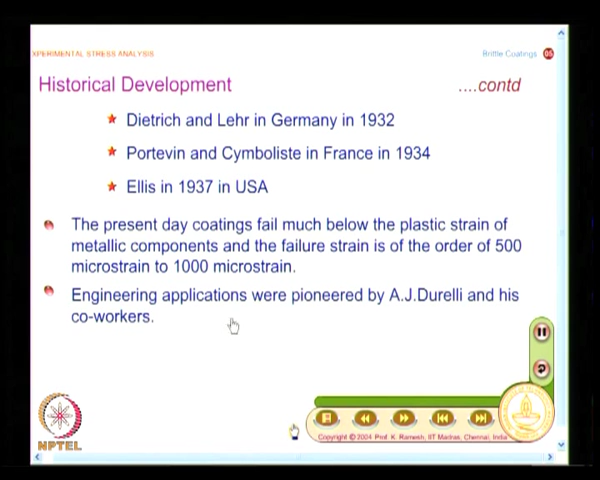 XPERIMENTAL STRESS ANALYSIS
Brittle Coatings 05
Historical Development
....contd
Dietrich and Lehr in Germany in 1932
Portevin and Cymboliste in France in 1934
Ellis in 1937 in USA
The present day coatings fail much below the plastic strain of
metallic components and the failure strain is of the order of 500
microstrain to 1000 microstrain.
Engineering applications were pioneered by A.J.Durelli and his
co-workers.
NPTEL
Copyright © 2004 Prof. K. Ramesh, IIT Madras, Chennai, India